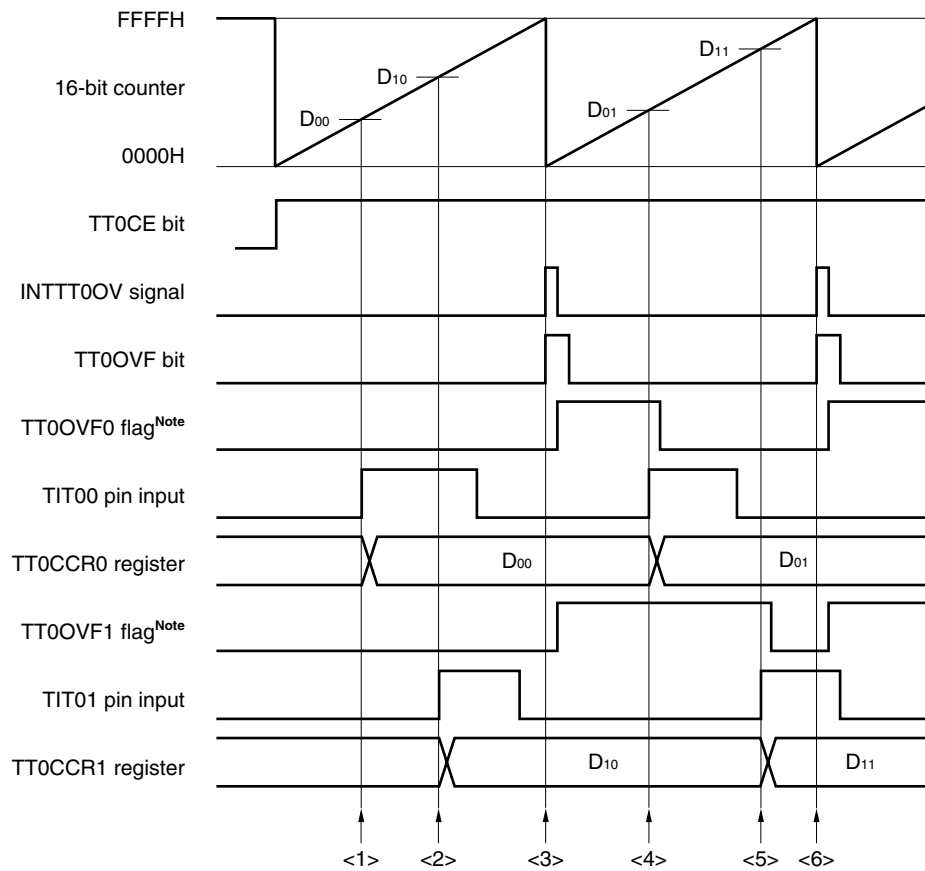 FFFFH
D10
D11
16-bit counter
D00
D01
0000H
TT0CE bit
INTTT0OV signal
TT0OVF bit
TT0OVF0 flagNote
TIT00 pin input
TT0CCR0 register
D00
D01
TT0OVF1 flagNote
TIT01 pin input
TT0CCR1 register
D10
D11
<1> <2> <3> <4> <5> <6>